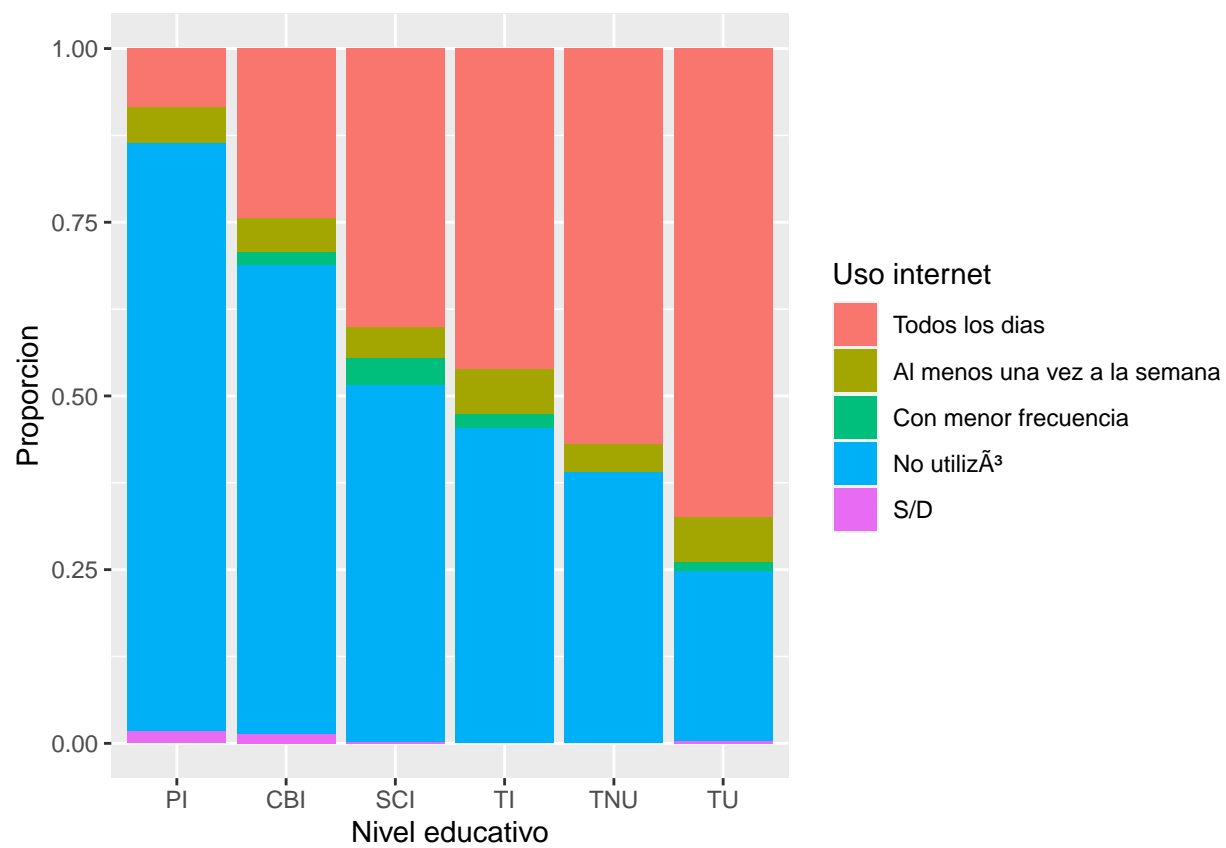 1.00
0.75
0.50
0.25
0.00
Proporcion
PI CBI SCI TI TNU TU
Nivel educativo
Uso internet
Todos los dias
Al menos una vez a la semana
Con menor frecuencia
No utilizÃ³
S/D